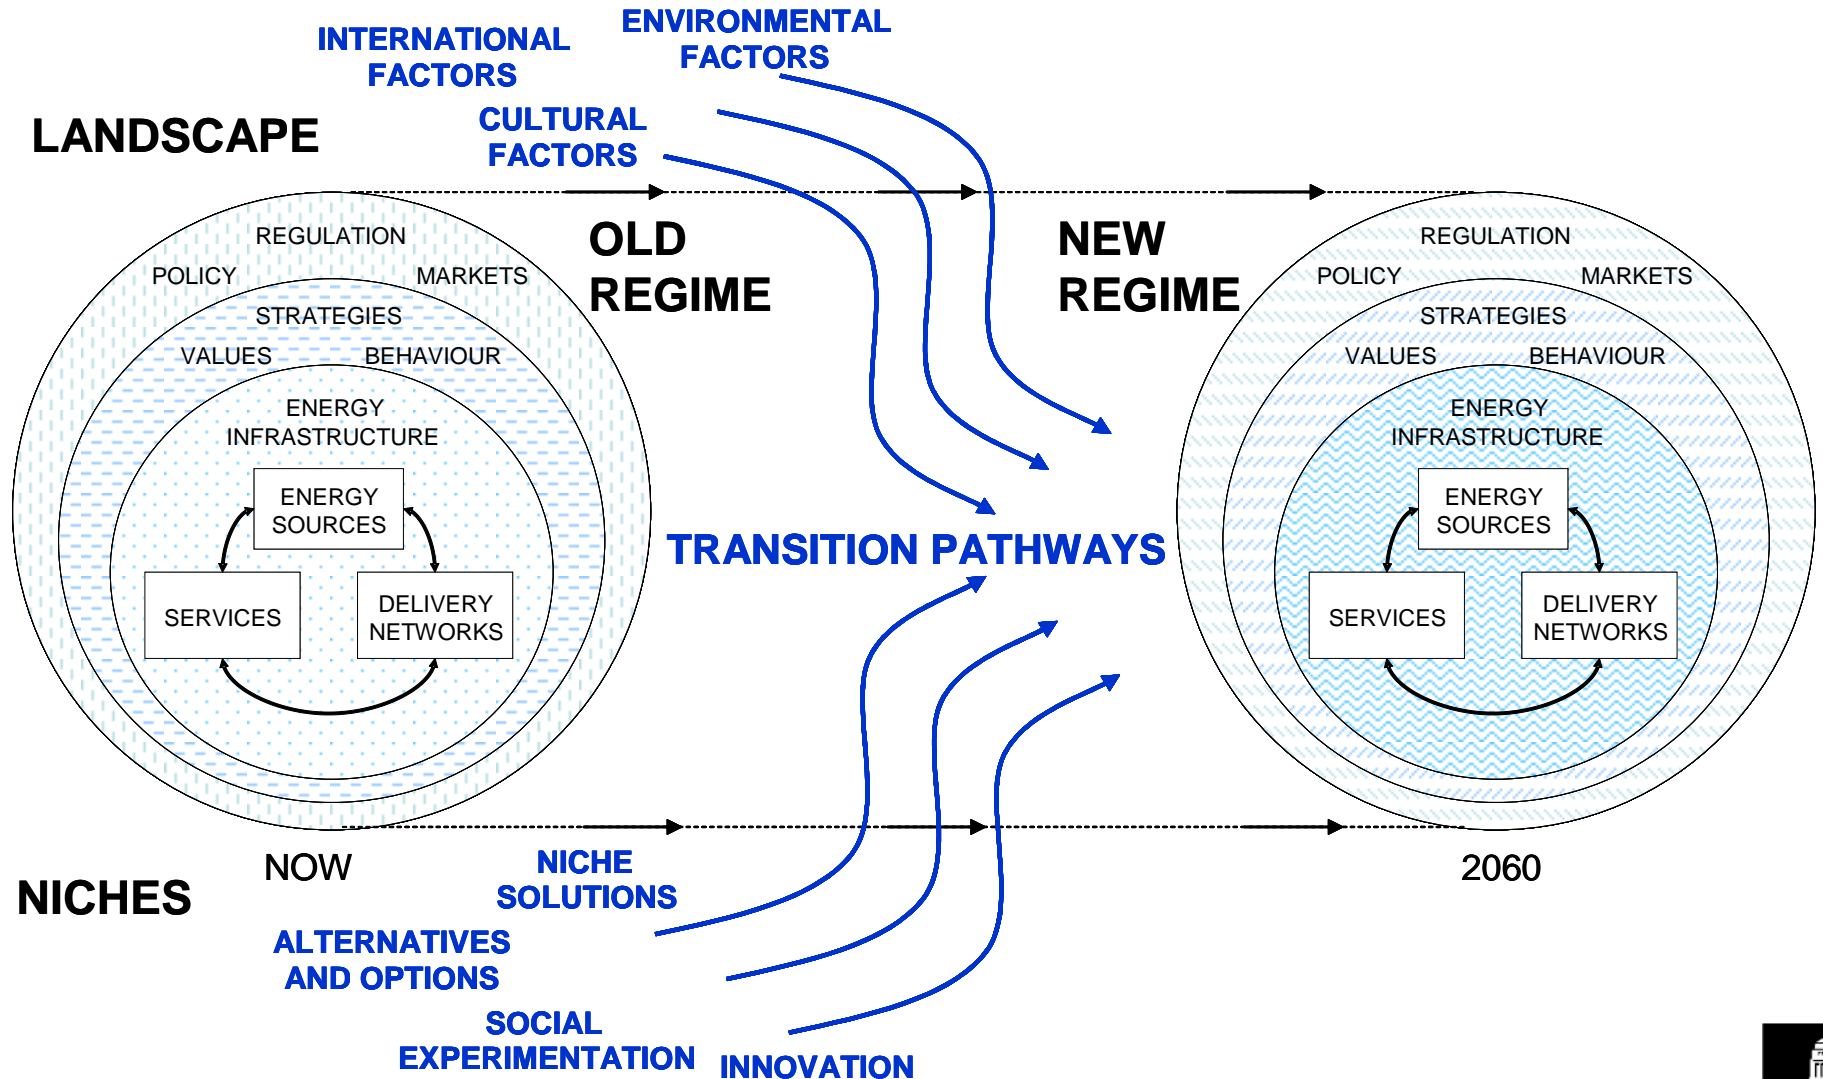 ENVIRONMENTAL
FACTORS
INTERNATIONAL
FACTORS
CULTURAL
FACTORS
LANDSCAPE
OLD
REGIME
NEW
REGIME
REGULATION
POLICY
MARKETS
STRATEGIES
VALUES
BEHAVIOUR
ENERGY
INFRASTRUCTURE
ENERGY
SOURCES
SERVICES
DELIVERY
NETWORKS
TRANSITION PATHWAYS
REGULATION
POLICY
MARKETS
STRATEGIES
VALUES
BEHAVIOUR
ENERGY
INFRASTRUCTURE
ENERGY
SOURCES
SERVICES
DELIVERY
NETWORKS
NOW
2060
NICHES
NICHE
SOLUTIONS
ALTERNATIVES
AND OPTIONS
SOCIAL
EXPERIMENTATION
INNOVATION